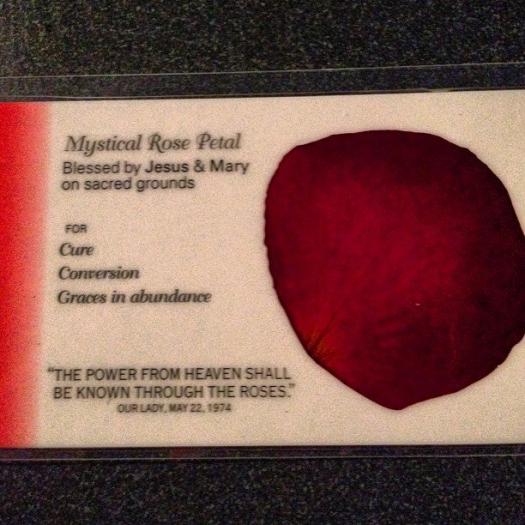 Mystical Rose Petal
Blessed by Jesus & Mary
on sacred grounds
FOR
Cure
Conversion
Graces in abundance
"THE POWER FROM HEAVEN SHALL
BE KNOWN THROUGH THE ROSES."
OUR LADY, MAY 22, 1974